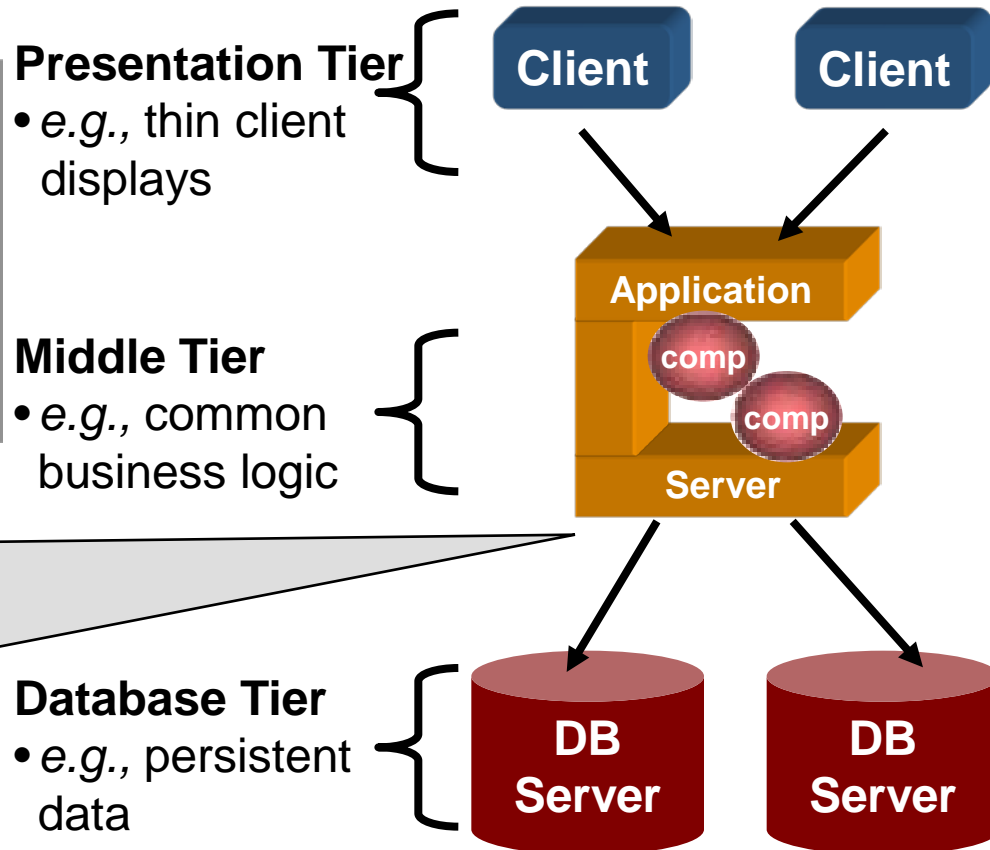 Presentation Tier
• e.g., thin client
displays
Client
Client
Application
comp
comp
Server
Middle Tier
• e.g., common
business logic
Database Tier
• e.g., persistent
data
DB
Server
DB
Server